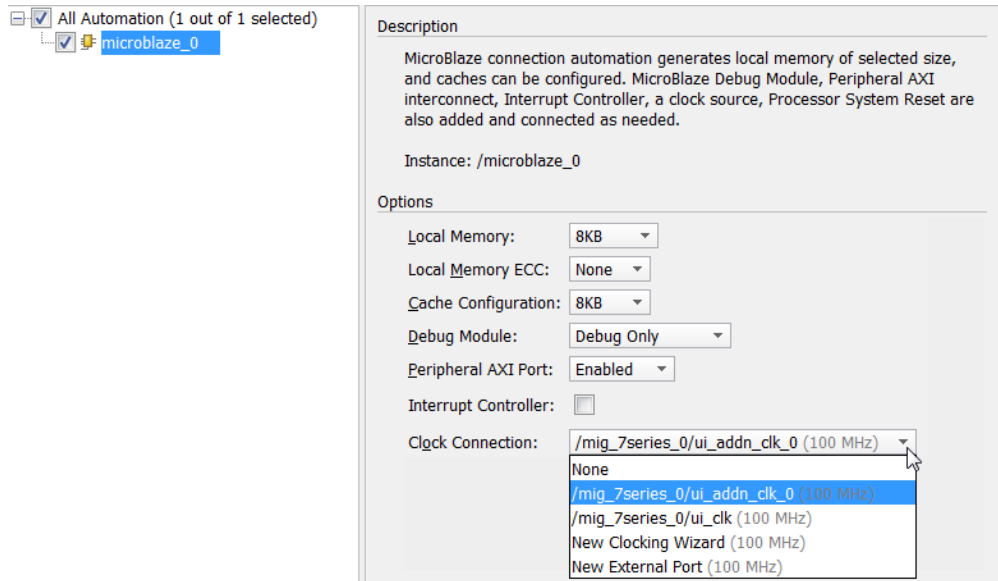 All Automation (1 out of 1 selected)
microblaze_0
Description
MicroBlaze connection automation generates local memory of selected size,
and caches can be configured. MicroBlaze Debug Module, Peripheral AXI
interconnect, Interrupt Controller, a clock source, Processor System Reset are
also added and connected as needed.
Instance: /microblaze_0
Options
Local Memory: 8KB
Local Memory ECC: None
Cache Configuration: 8KB
Debug Module: Debug Only
Peripheral AXI Port: Enabled
Interrupt Controller:
Clock Connection: /mig_7series_0/ui_addn_clk_0 (100 MHz)
None
/mig_7series_0/ui_addn_clk_0 (100 MHz)
/mig_7series_0/ui_clk (100 MHz)
New Clocking Wizard (100 MHz)
New External Port (100 MHz)